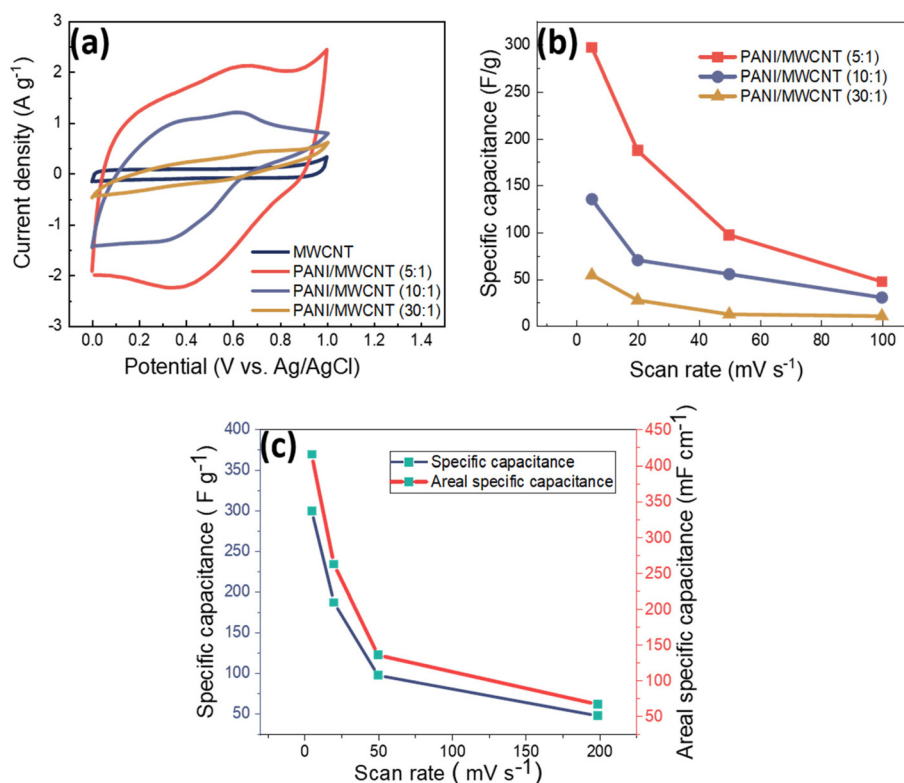 (a)
3
2
1
0
-1
-2
-3
Current density (A g-1)
0.0 0.2 0.4 0.6 0.8 1.0 1.2 1.4
Potential (V vs. Ag/AgCl)
MWCNT
PANI/MWCNT (5:1)
PANI/MWCNT (10:1)
PANI/MWCNT (30:1)
(b)
300
250
200
150
100
50
0
Specific capacitance (F/g)
0 20 40 60 80 100
Scan rate (mV s-1)
PANI/MWCNT (5:1)
PANI/MWCNT (10:1)
PANI/MWCNT (30:1)
(c)
400
350
300
250
200
150
100
50
Specific capacitance ( F g-1)
Specific capacitance
Areal specific capacitance
450
400
350
300
250
200
150
100
50
Areal specific capacitance (mF cm-1)
0 50 100 150 200
Scan rate ( mV s-1)